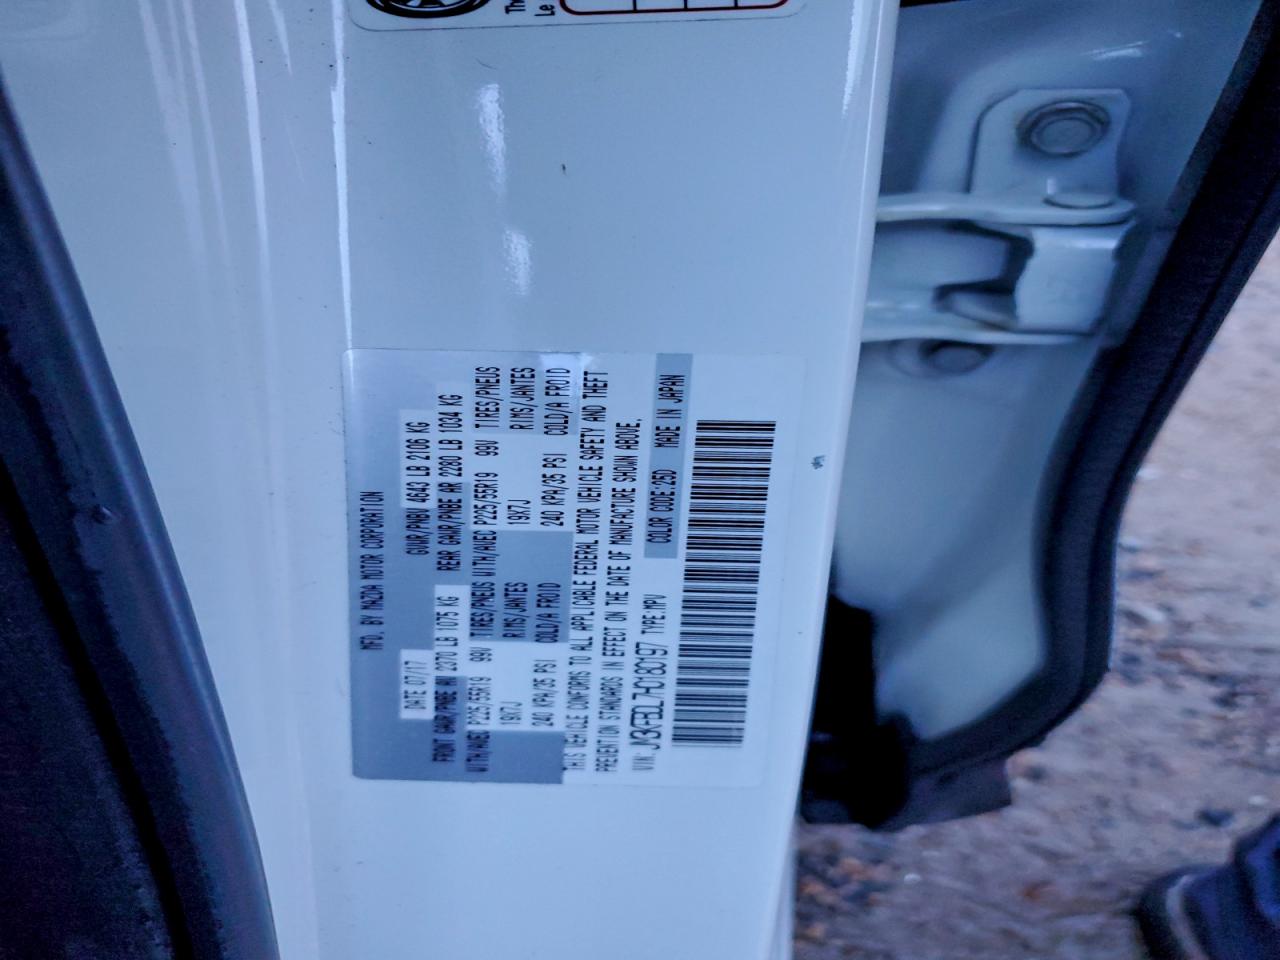 MFD. BY MAZDA MOTOR CORPORATION
DATE 07/17 GVWR/PNBV 4643 LB 2106 KG
FRONT GAWR/PNBE AV 2370 LB 1075 KG REAR GAWR/PNBE AR 2280 LB 1034 KG
WITH/AVEC P225/55R19 99V TIRES/PNEUS WITH/AVEC P225/55R19 99V TIRES/PNEUS
19X7J RIMS/JANTES 19X7J RIMS/JANTES
240 KPA/35 PSI COLD/A FROID 240 KPA/35 PSI COLD/A FROID
THIS VEHICLE CONFORMS TO ALL APPLICABLE FEDERAL MOTOR VEHICLE SAFETY AND THEFT
PREVENTION STANDARDS IN EFFECT ON THE DATE OF MANUFACTURE SHOWN ABOVE.
VIN: JM3KFBDL7H0180197 TYPE:MPV COLOR CODE:25D MADE IN JAPAN
Le